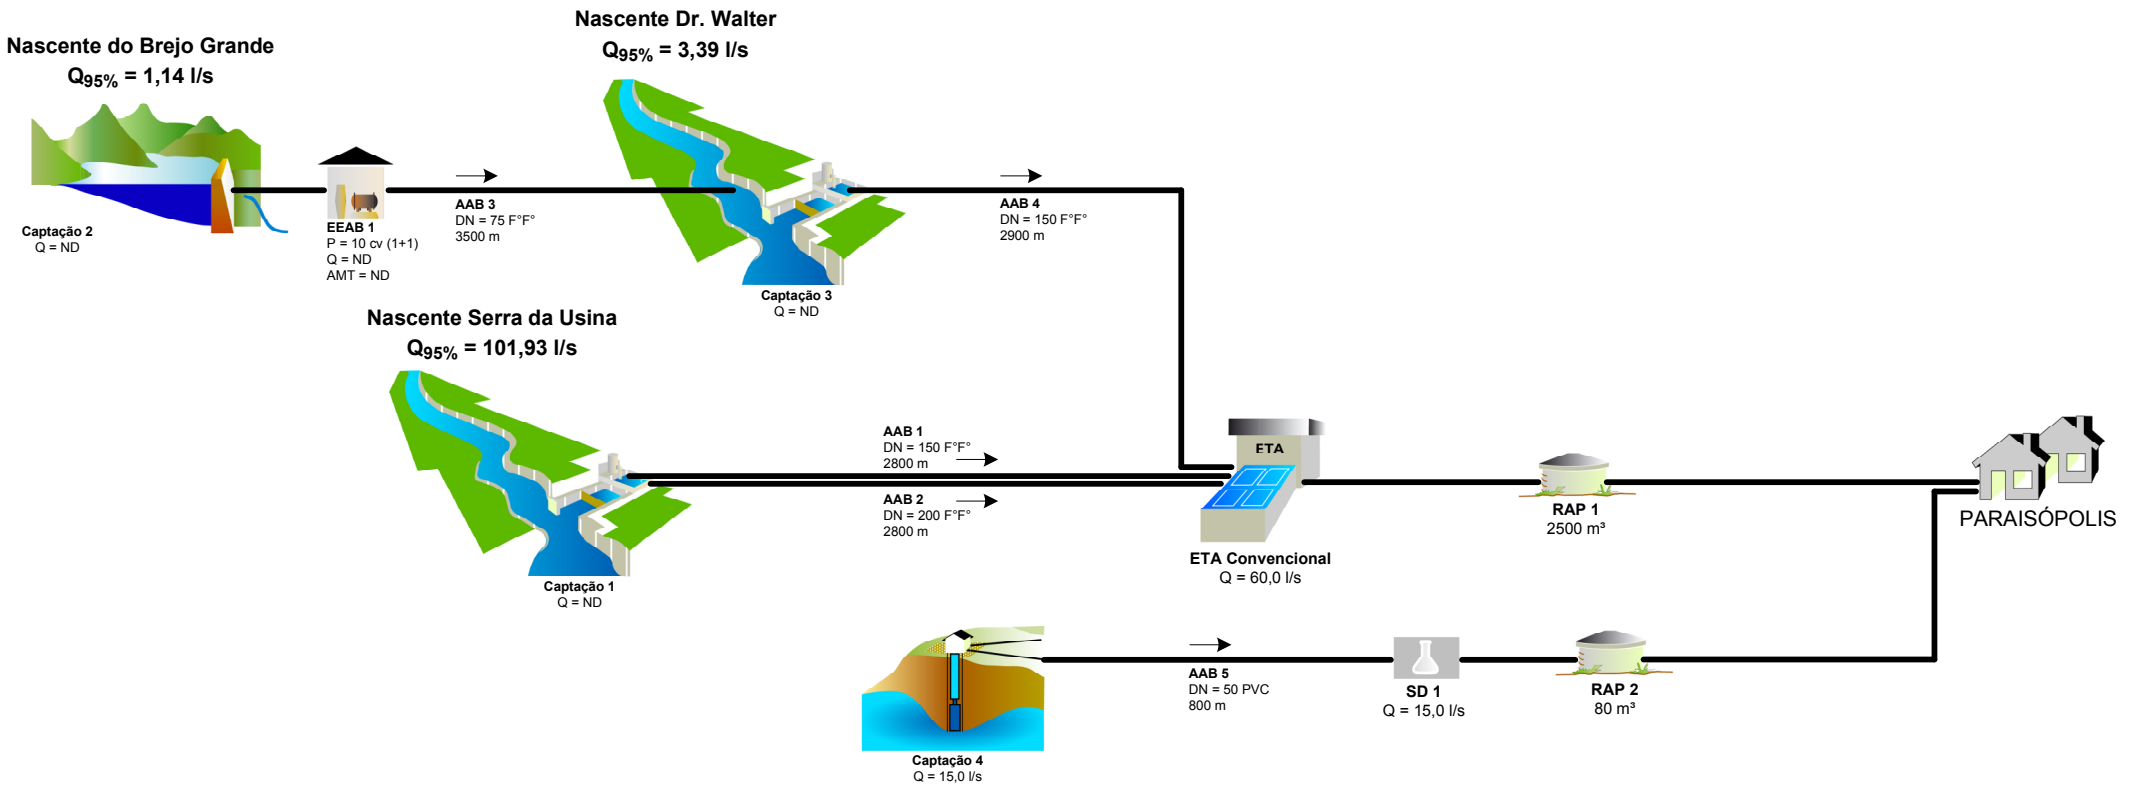 Nascente Dr. Walter
Q95% = 3,39 l/s
Nascente do Brejo Grande
Q95% = 1,14 l/s
Captação 2
Q = ND
EEAB 1
P = 10 cv (1+1)
Q = ND
AMT = ND
AAB 3
DN = 75 F°F°
3500 m
AAB 4
DN = 150 F°F°
2900 m
Captação 3
Q = ND
Nascente Serra da Usina
Q95% = 101,93 l/s
AAB 1
DN = 150 F°F°
2800 m
AAB 2
DN = 200 F°F°
2800 m
Captação 1
Q = ND
ETA
ETA Convencional
Q = 60,0 l/s
RAP 1
2500 m³
PARAISÓPOLIS
Captação 4
Q = 15,0 l/s
AAB 5
DN = 50 PVC
800 m
SD 1
Q = 15,0 l/s
RAP 2
80 m³